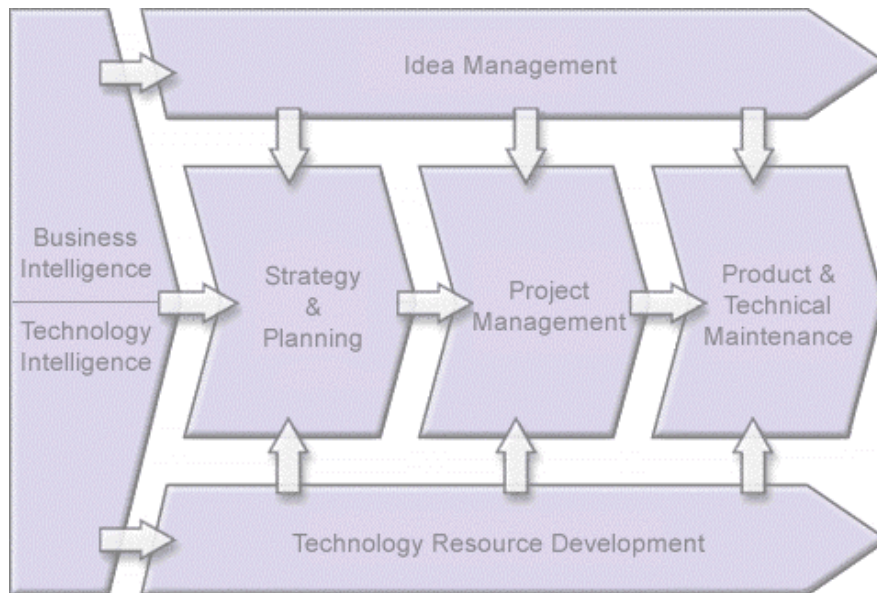 Idea Management
Business
Intelligence
Technology
Intelligence
Strategy
&
Planning
Project
Management
Product &
Technical
Maintenance
Technology Resource Development